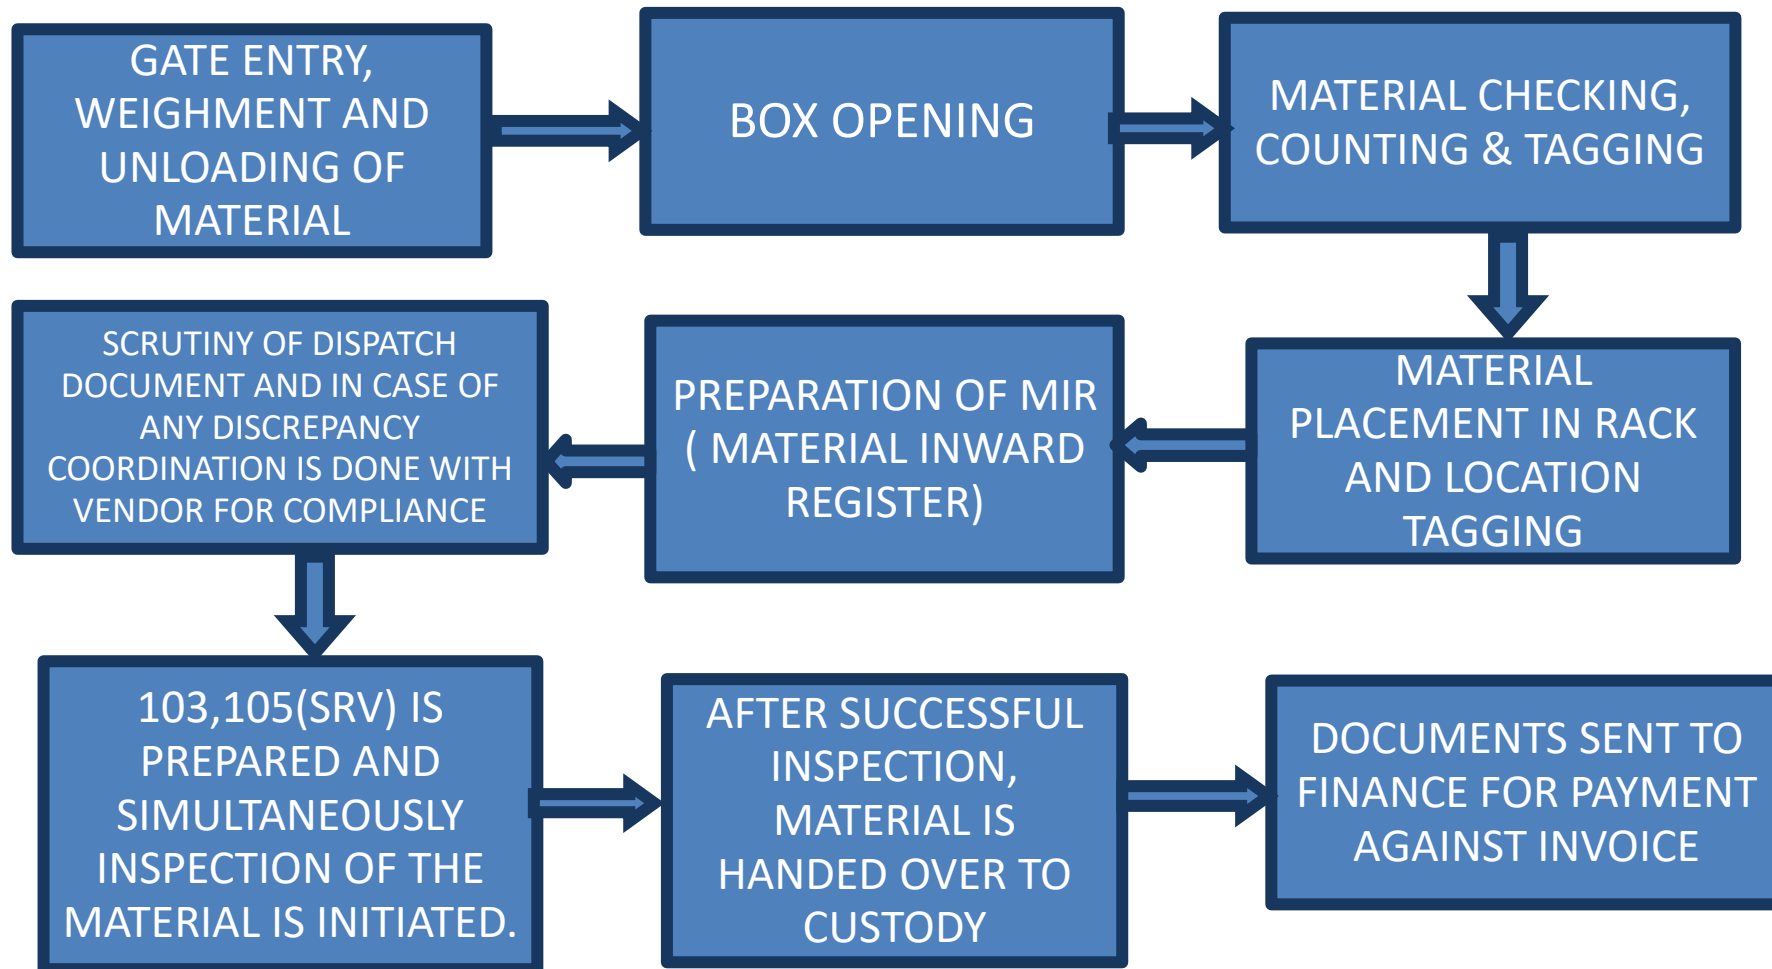 GATE ENTRY,
WEIGHMENT AND
UNLOADING OF
MATERIAL
BOX OPENING
MATERIAL CHECKING,
COUNTING & TAGGING
MATERIAL
PLACEMENT IN RACK
AND LOCATION
TAGGING
PREPARATION OF MIR
( MATERIAL INWARD
REGISTER)
SCRUTINY OF DISPATCH
DOCUMENT AND IN CASE OF
ANY DISCREPANCY
COORDINATION IS DONE WITH
VENDOR FOR COMPLIANCE
103,105(SRV) IS
PREPARED AND
SIMULTANEOUSLY
INSPECTION OF THE
MATERIAL IS INITIATED.
AFTER SUCCESSFUL
INSPECTION,
MATERIAL IS
HANDED OVER TO
CUSTODY
DOCUMENTS SENT TO
FINANCE FOR PAYMENT
AGAINST INVOICE